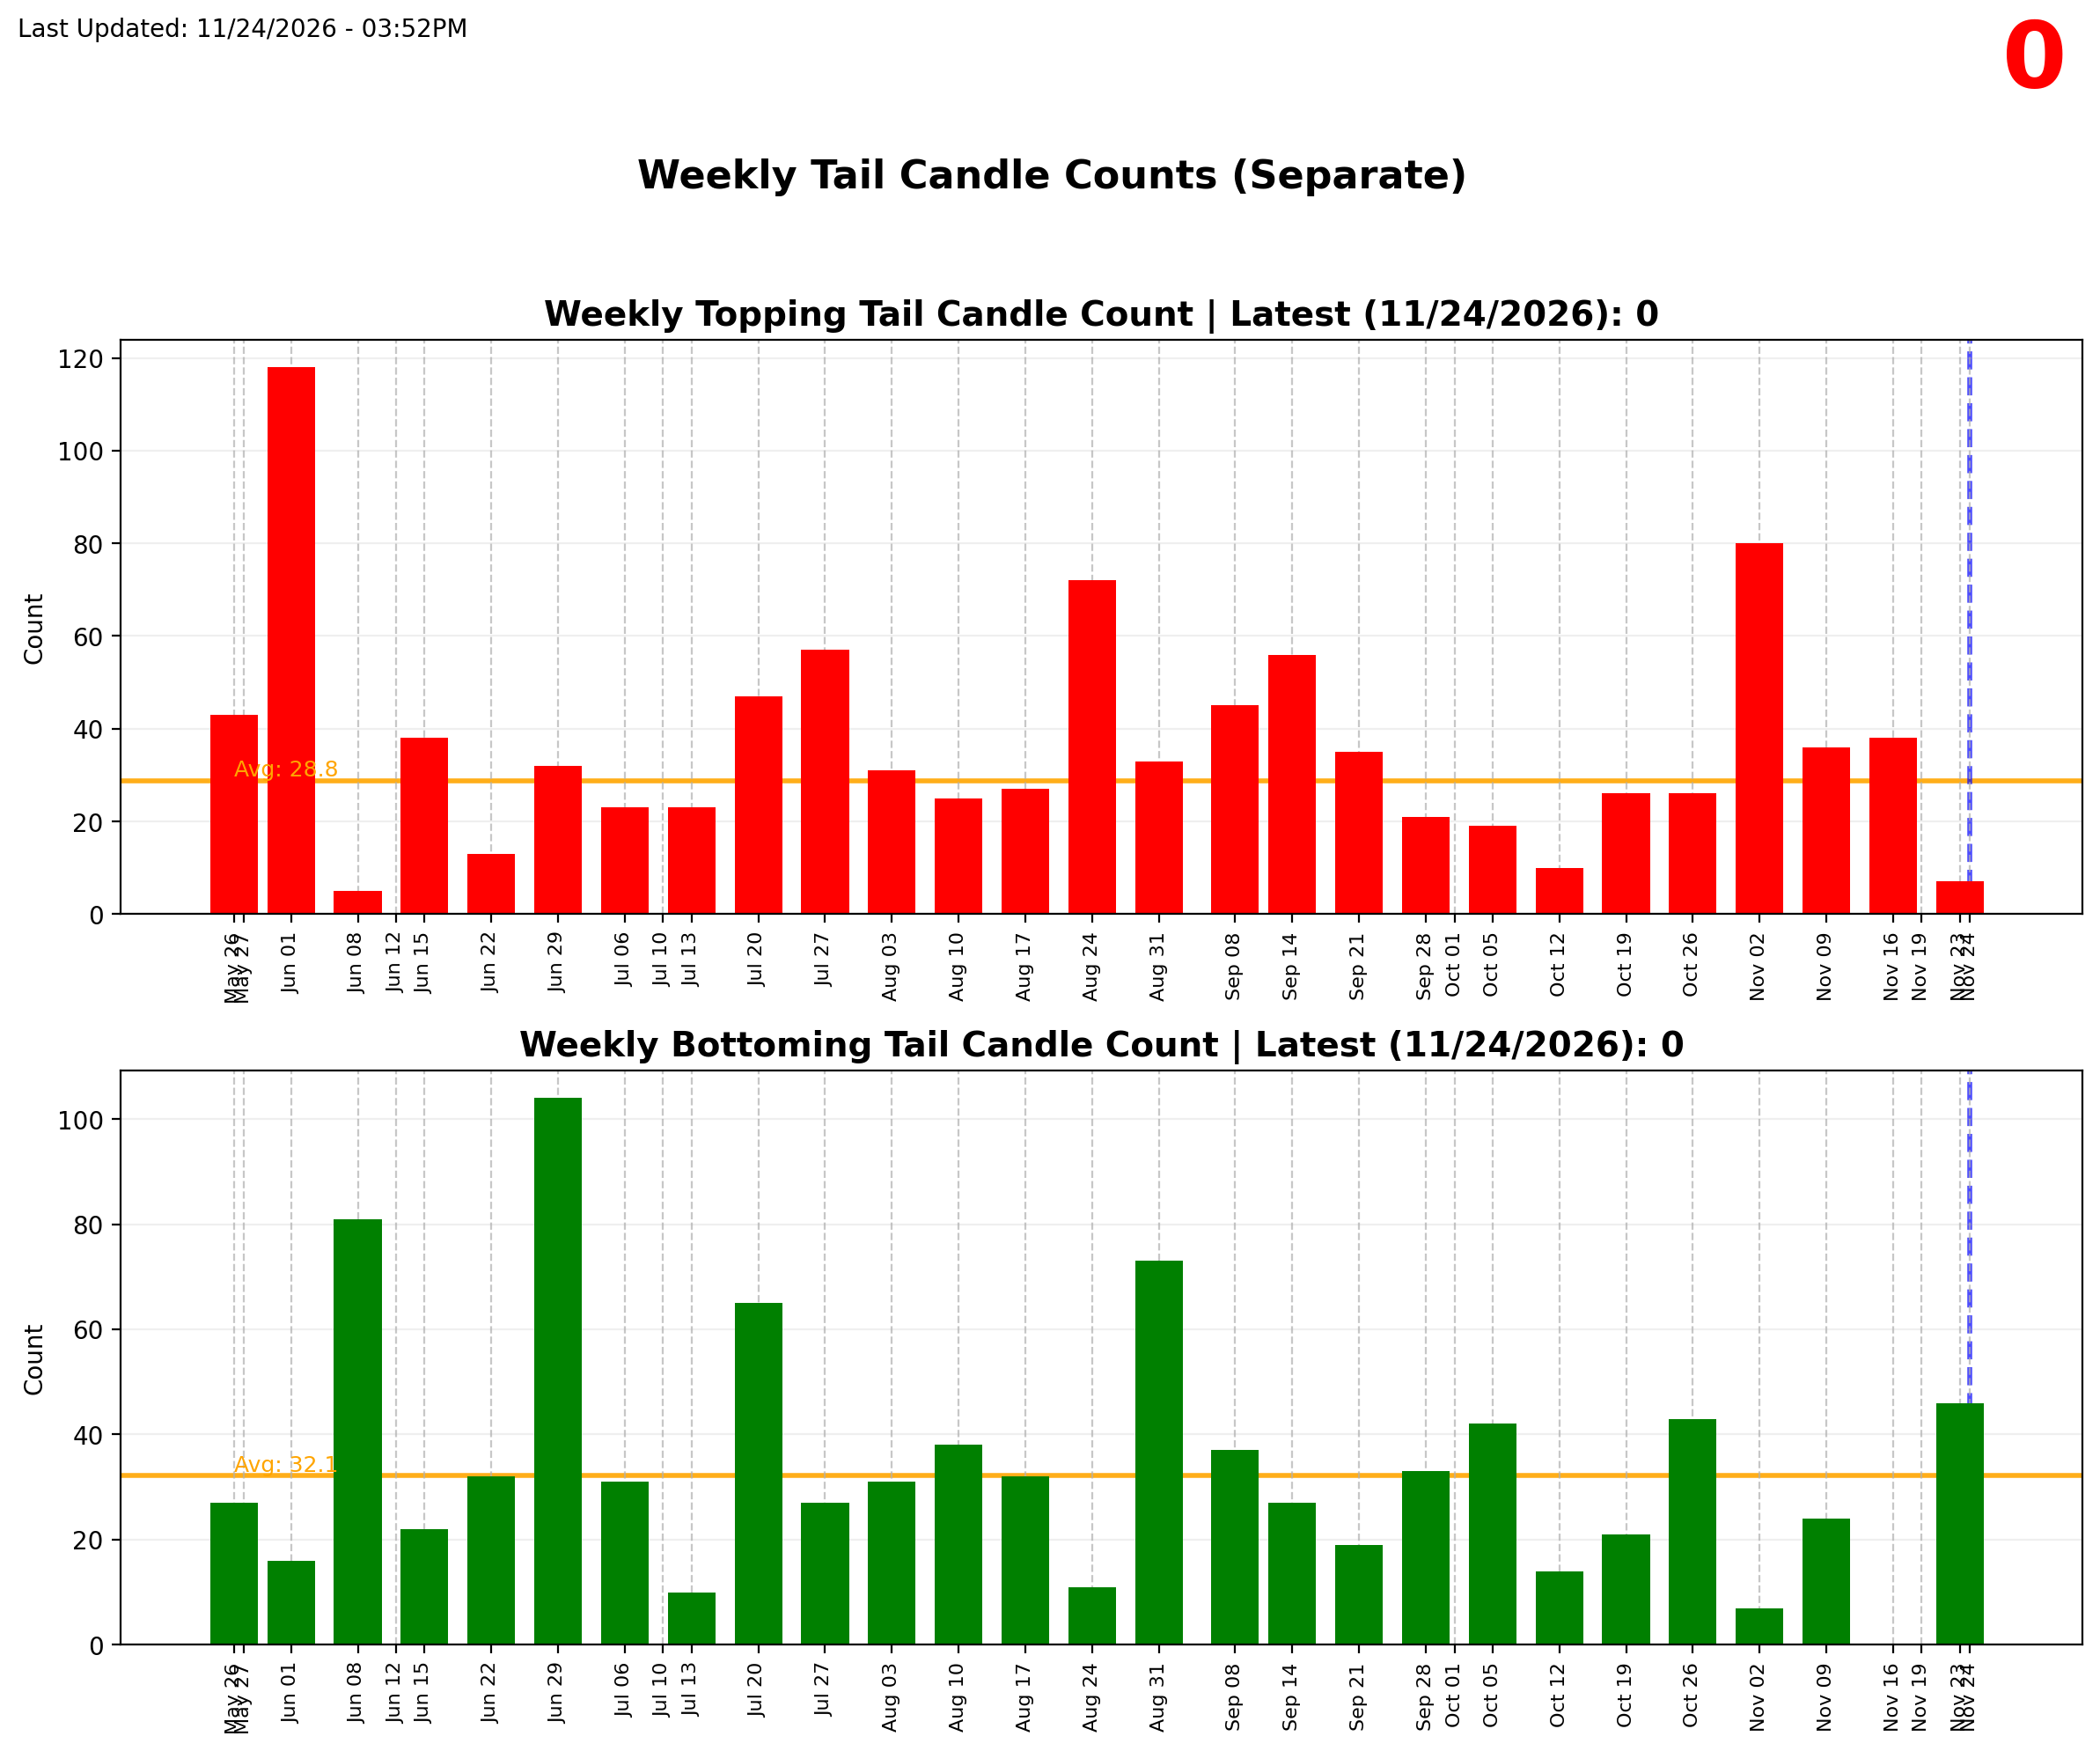 Last Updated: 11/24/2026 - 03:52PM
0
Weekly Tail Candle Counts (Separate)
Weekly Topping Tail Candle Count | Latest (11/24/2026): 0
120
100
80
60
40
20
0
Count
Avg: 28.8
May 26
May 27
Jun 01
Jun 08
Jun 12
Jun 15
Jun 22
Jun 29
Jul 06
Jul 10
Jul 13
Jul 20
Jul 27
Aug 03
Aug 10
Aug 17
Aug 24
Aug 31
Sep 08
Sep 14
Sep 21
Sep 28
Oct 01
Oct 05
Oct 12
Oct 19
Oct 26
Nov 02
Nov 09
Nov 16
Nov 19
Nov 23
Nov 24
Weekly Bottoming Tail Candle Count | Latest (11/24/2026): 0
100
80
60
40
20
0
Count
Avg: 32.1
May 26
May 27
Jun 01
Jun 08
Jun 12
Jun 15
Jun 22
Jun 29
Jul 06
Jul 10
Jul 13
Jul 20
Jul 27
Aug 03
Aug 10
Aug 17
Aug 24
Aug 31
Sep 08
Sep 14
Sep 21
Sep 28
Oct 01
Oct 05
Oct 12
Oct 19
Oct 26
Nov 02
Nov 09
Nov 16
Nov 19
Nov 23
Nov 24